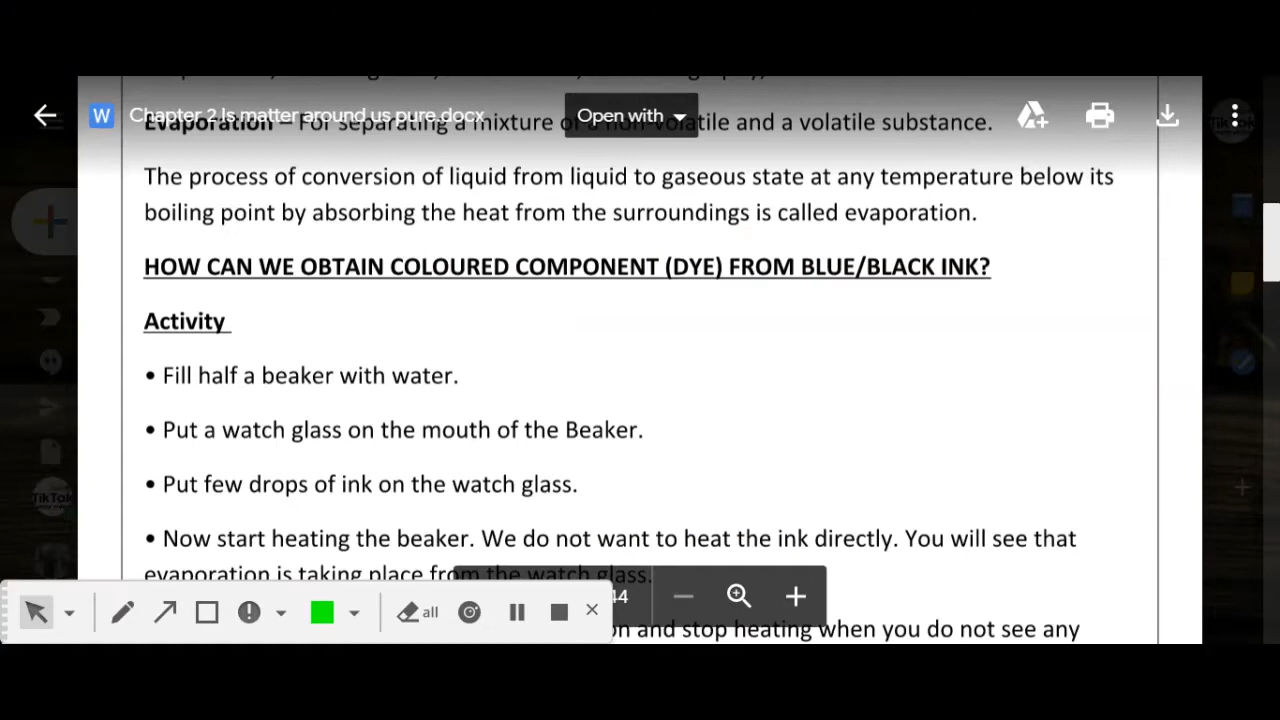 Chapter 2 Is matter around us pure.docx
Open with
Evaporation – For separating a mixture of a non-volatile and a volatile substance.
The process of conversion of liquid from liquid to gaseous state at any temperature below its
boiling point by absorbing the heat from the surroundings is called evaporation.
HOW CAN WE OBTAIN COLOURED COMPONENT (DYE) FROM BLUE/BLACK INK?
Activity
• Fill half a beaker with water.
• Put a watch glass on the mouth of the Beaker.
• Put few drops of ink on the watch glass.
• Now start heating the beaker. We do not want to heat the ink directly. You will see that
evaporation is taking place from the watch glass.
44
and stop heating when you do not see any
all
TikTok